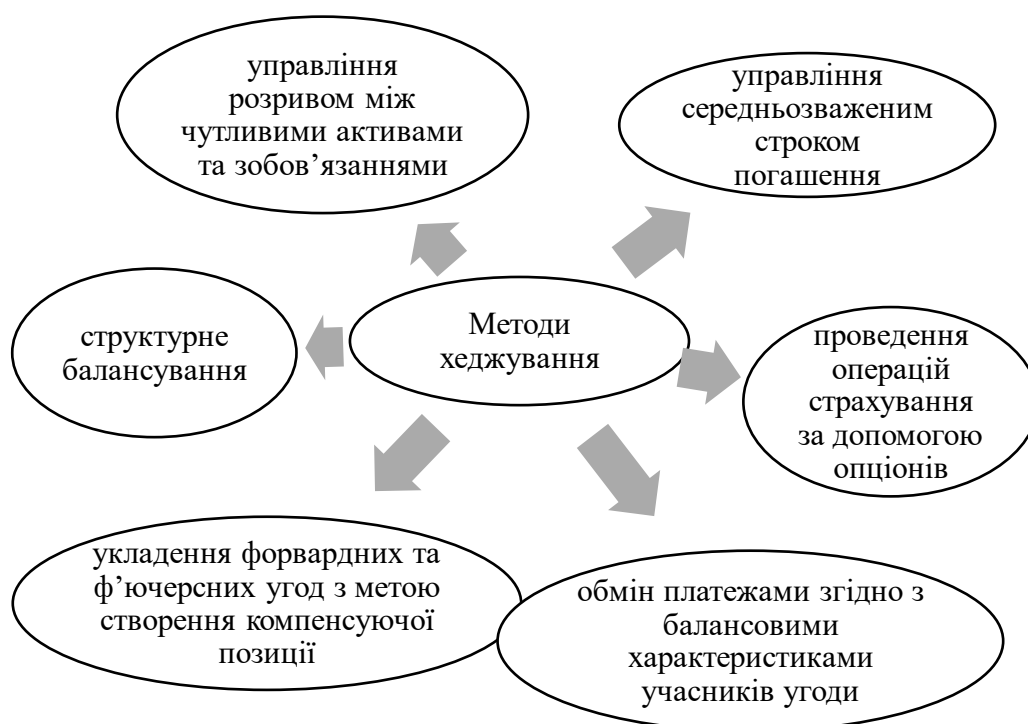 управління
розривом між
чутливими активами
та зобов’язаннями
управління
середньозваженим
строком
погашення
структурне
балансування
Методи
хеджування
проведення
операцій
страхування
за допомогою
опціонів
укладення форвардних та
ф’ючерсних угод з метою
створення компенсуючої
позиції
обмін платежами згідно з
балансовими
характеристиками
учасників угоди